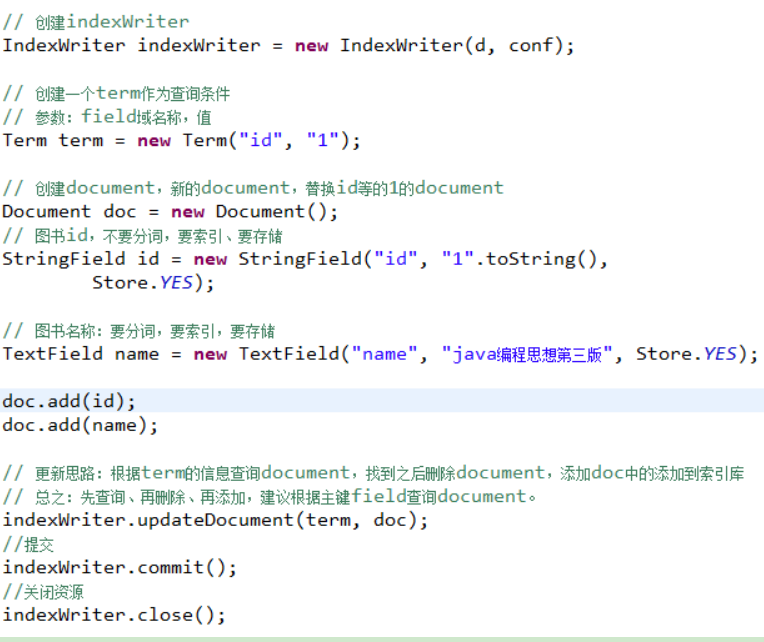 // 创建indexWriter
IndexWriter indexWriter = new IndexWriter(d, conf);
// 创建一个term作为查询条件
// 参数：field域名称，值
Term term = new Term("id", "1");
// 创建document，新的document，替换id等的1的document
Document doc = new Document();
// 图书id，不要分词，要索引、要存储
StringField id = new StringField("id", "1".toString(),
Store.YES);
// 图书名称：要分词，要索引，要存储
TextField name = new TextField("name", "java编程思想第三版", Store.YES);
doc.add(id);
doc.add(name);
// 更新思路：根据term的信息查询document，找到之后删除document，添加doc中的添加到索引库
// 总之：先查询、再删除、再添加，建议根据主键field查询document。
indexWriter.updateDocument(term, doc);
//提交
indexWriter.commit();
//关闭资源
indexWriter.close();